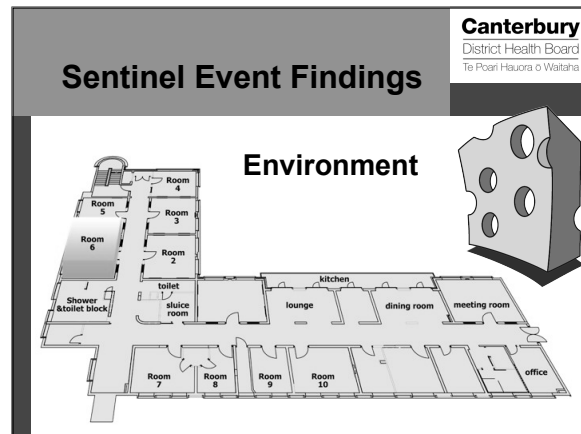 Canterbury
District Health Board
Te Poari Hauora ō Waitaha
Sentinel Event Findings
Environment
Room
4
Room
5
Room
3
Room
6
Room
2
toilet
kitchen
Shower
&toilet block
sluice
room
lounge
dining room
meeting room
Room
7
Room
8
Room
9
Room
10
office